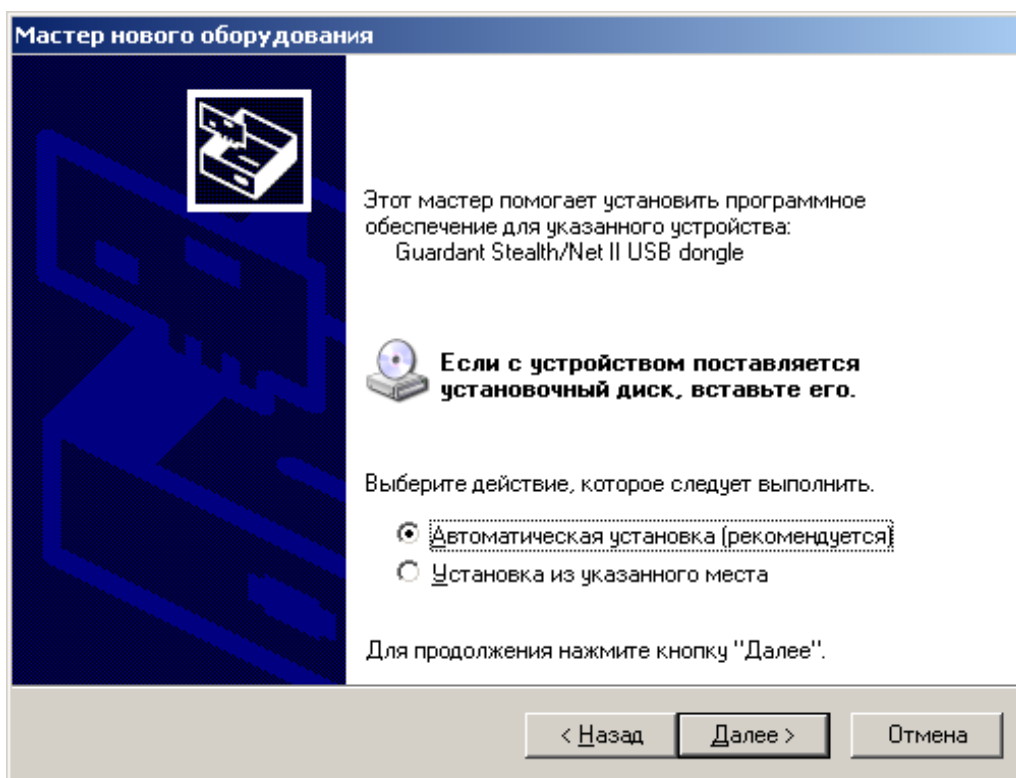 Мастер нового оборудования
Этот мастер помогает установить программное
обеспечение для указанного устройства:
Guardant Stealth/Net II USB dongle
Если с устройством поставляется
установочный диск, вставьте его.
Выберите действие, которое следует выполнить.
Автоматическая установка (рекомендуется)
Установка из указанного места
Для продолжения нажмите кнопку "Далее".
< Назад Далее > Отмена